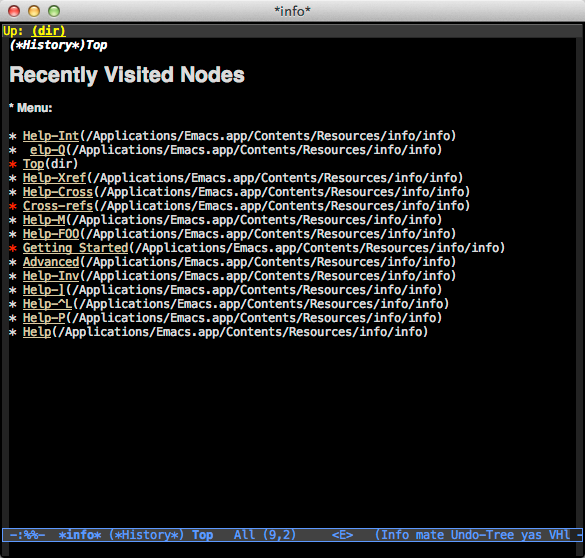 *info*
Up: (dir)
(*History*)Top
Recently Visited Nodes
* Menu:
* Help-Int(/Applications/Emacs.app/Contents/Resources/info/info)
* elp-Q(/Applications/Emacs.app/Contents/Resources/info/info)
* Top(dir)
* Help-Xref(/Applications/Emacs.app/Contents/Resources/info/info)
* Help-Cross(/Applications/Emacs.app/Contents/Resources/info/info)
* Cross-refs(/Applications/Emacs.app/Contents/Resources/info/info)
* Help-M(/Applications/Emacs.app/Contents/Resources/info/info)
* Help-FOO(/Applications/Emacs.app/Contents/Resources/info/info)
* Getting Started(/Applications/Emacs.app/Contents/Resources/info/info)
* Advanced(/Applications/Emacs.app/Contents/Resources/info/info)
* Help-Inv(/Applications/Emacs.app/Contents/Resources/info/info)
* Help-](/Applications/Emacs.app/Contents/Resources/info/info)
* Help-^L(/Applications/Emacs.app/Contents/Resources/info/info)
* Help-P(/Applications/Emacs.app/Contents/Resources/info/info)
* Help(/Applications/Emacs.app/Contents/Resources/info/info)
-:%%- *info* (*History*) Top All (9,2) <E> (Info mate Undo-Tree yas VHl -